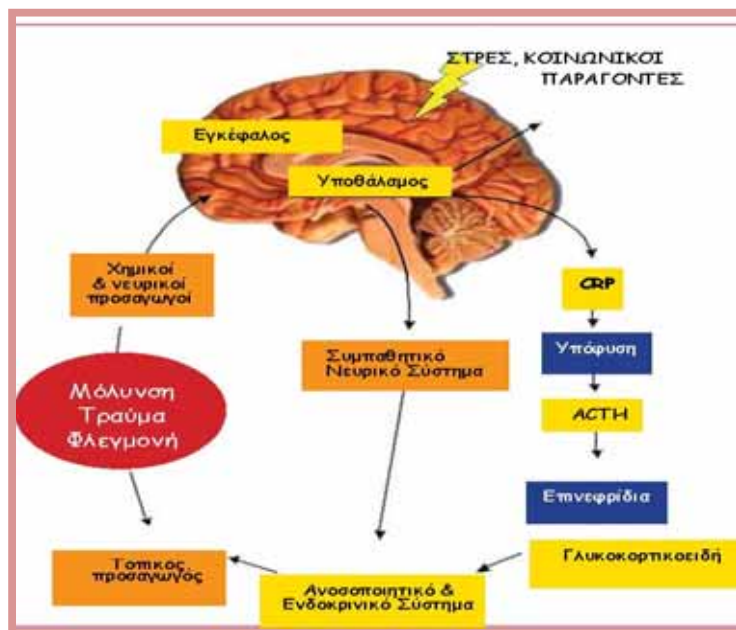 ΣΤΡΕΣ, ΚΟΙΝΩΝΙΚΟΙ
ΠΑΡΑΓΟΝΤΕΣ
Εγκέφαλος
Υποθάλαμος
Χημικοί
& νευρικοί
προσαγωγοί
CRP
Υπόφυση
Συμπαθητικό
Νευρικό Σύστημα
Μόλυνση
Τραύμα
Φλεγμονή
ACTH
Επινεφρίδια
Γλυκοκορτικοειδή
Τοπικός
προσαγωγός
Ανοσοποιητικό &
Ενδοκρινικό Σύστημα